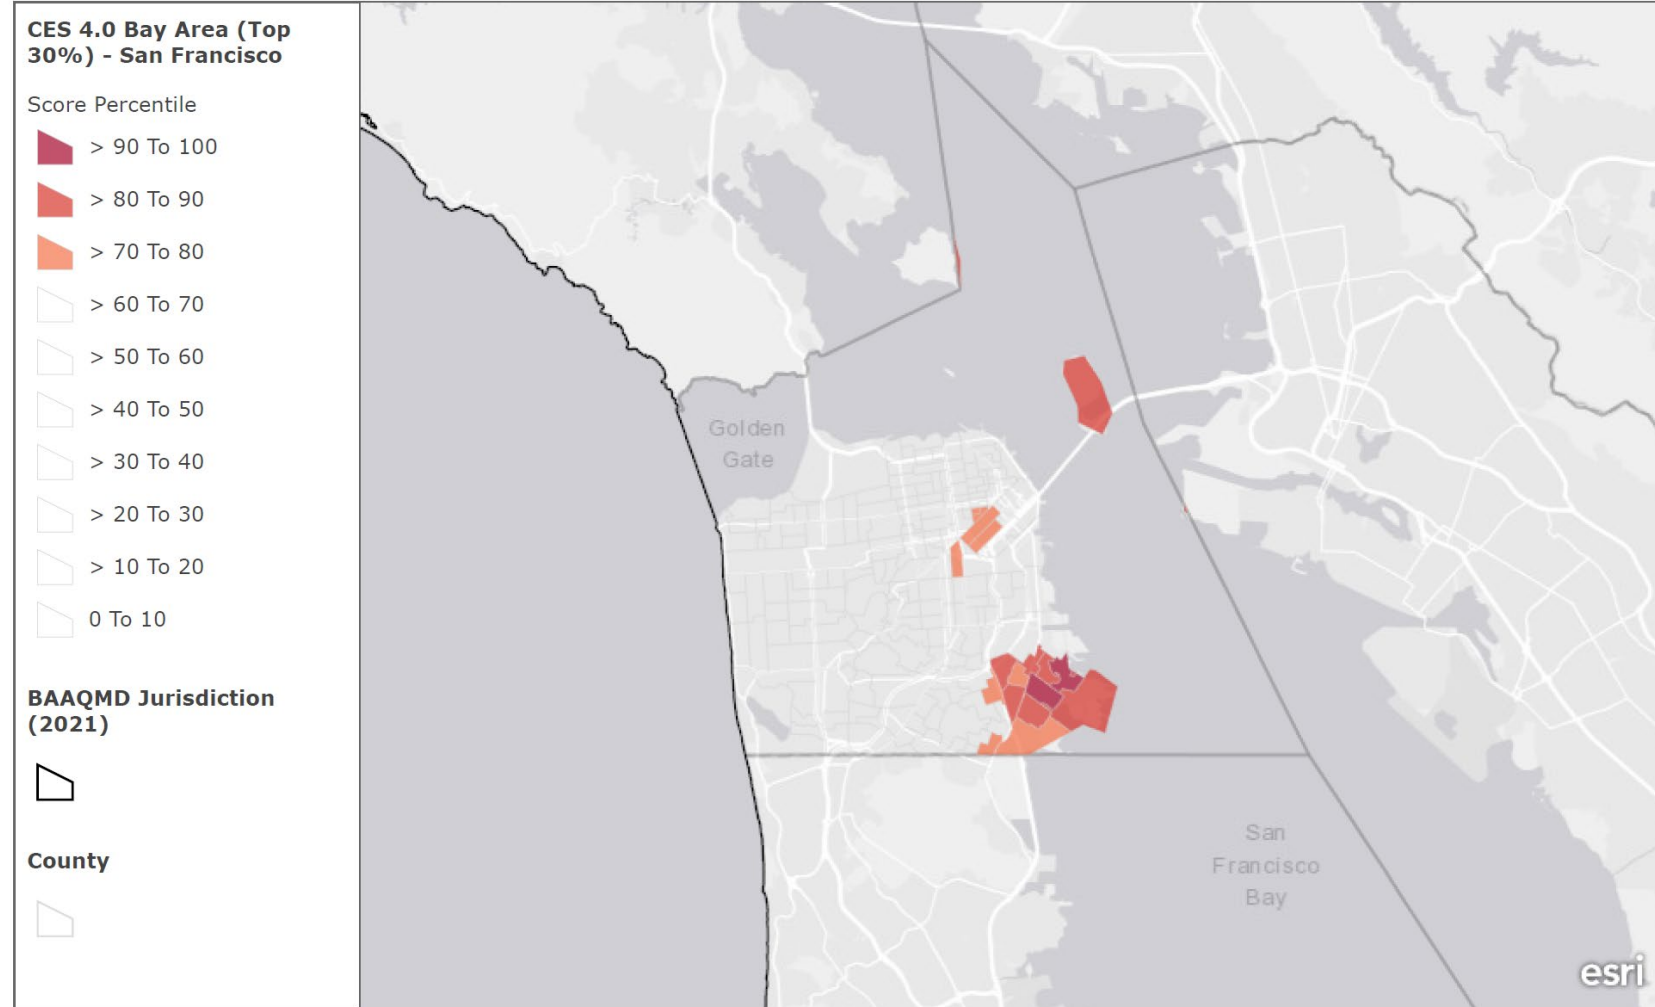 CES 4.0 Bay Area (Top
30%) - San Francisco
Score Percentile
> 90 To 100
> 80 To 90
> 70 To 80
> 60 To 70
> 50 To 60
> 40 To 50
> 30 To 40
> 20 To 30
> 10 To 20
0 To 10
BAAQMD Jurisdiction
(2021)
County
Golden
Gate
San
Francisco
Bay
esri